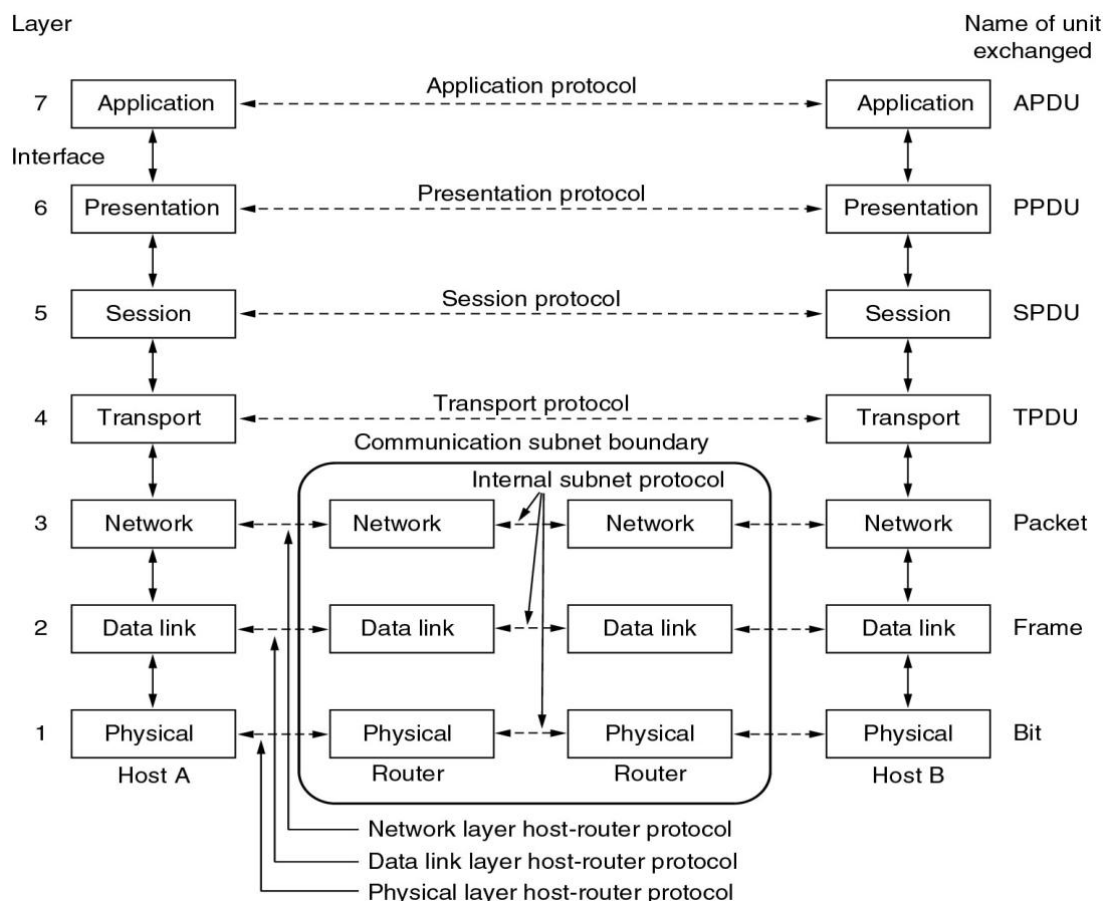 Layer
Name of unit
exchanged
Application protocol
7 Application Application APDU
Interface
Presentation protocol
6 Presentation Presentation PPDU
Session protocol
5 Session Session SPDU
Transport protocol
4 Transport Transport TPDU
Communication subnet boundary
Internal subnet protocol
3 Network Network Network Network Packet
2 Data link Data link Data link Data link Frame
1 Physical Physical Physical Physical Bit
Host A Router Router Host B
Network layer host-router protocol
Data link layer host-router protocol
Physical layer host-router protocol